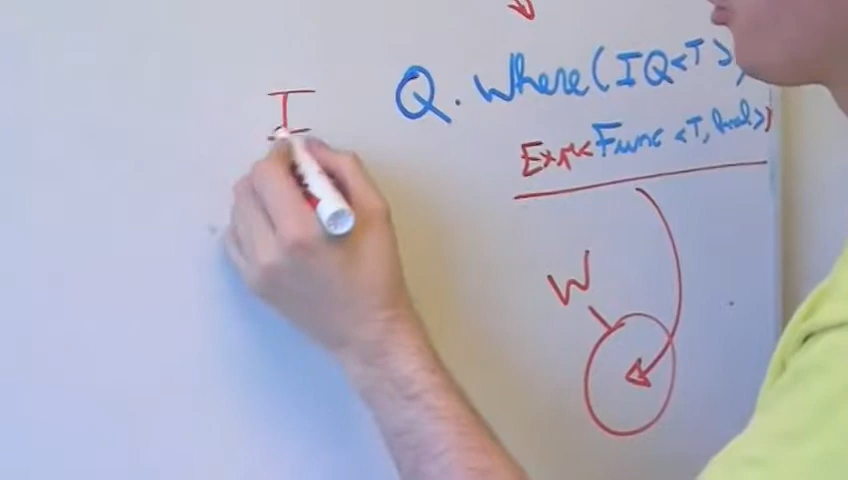 I
Q.Where(IQ<T>,
Expr<Func<T, bool>>)
W